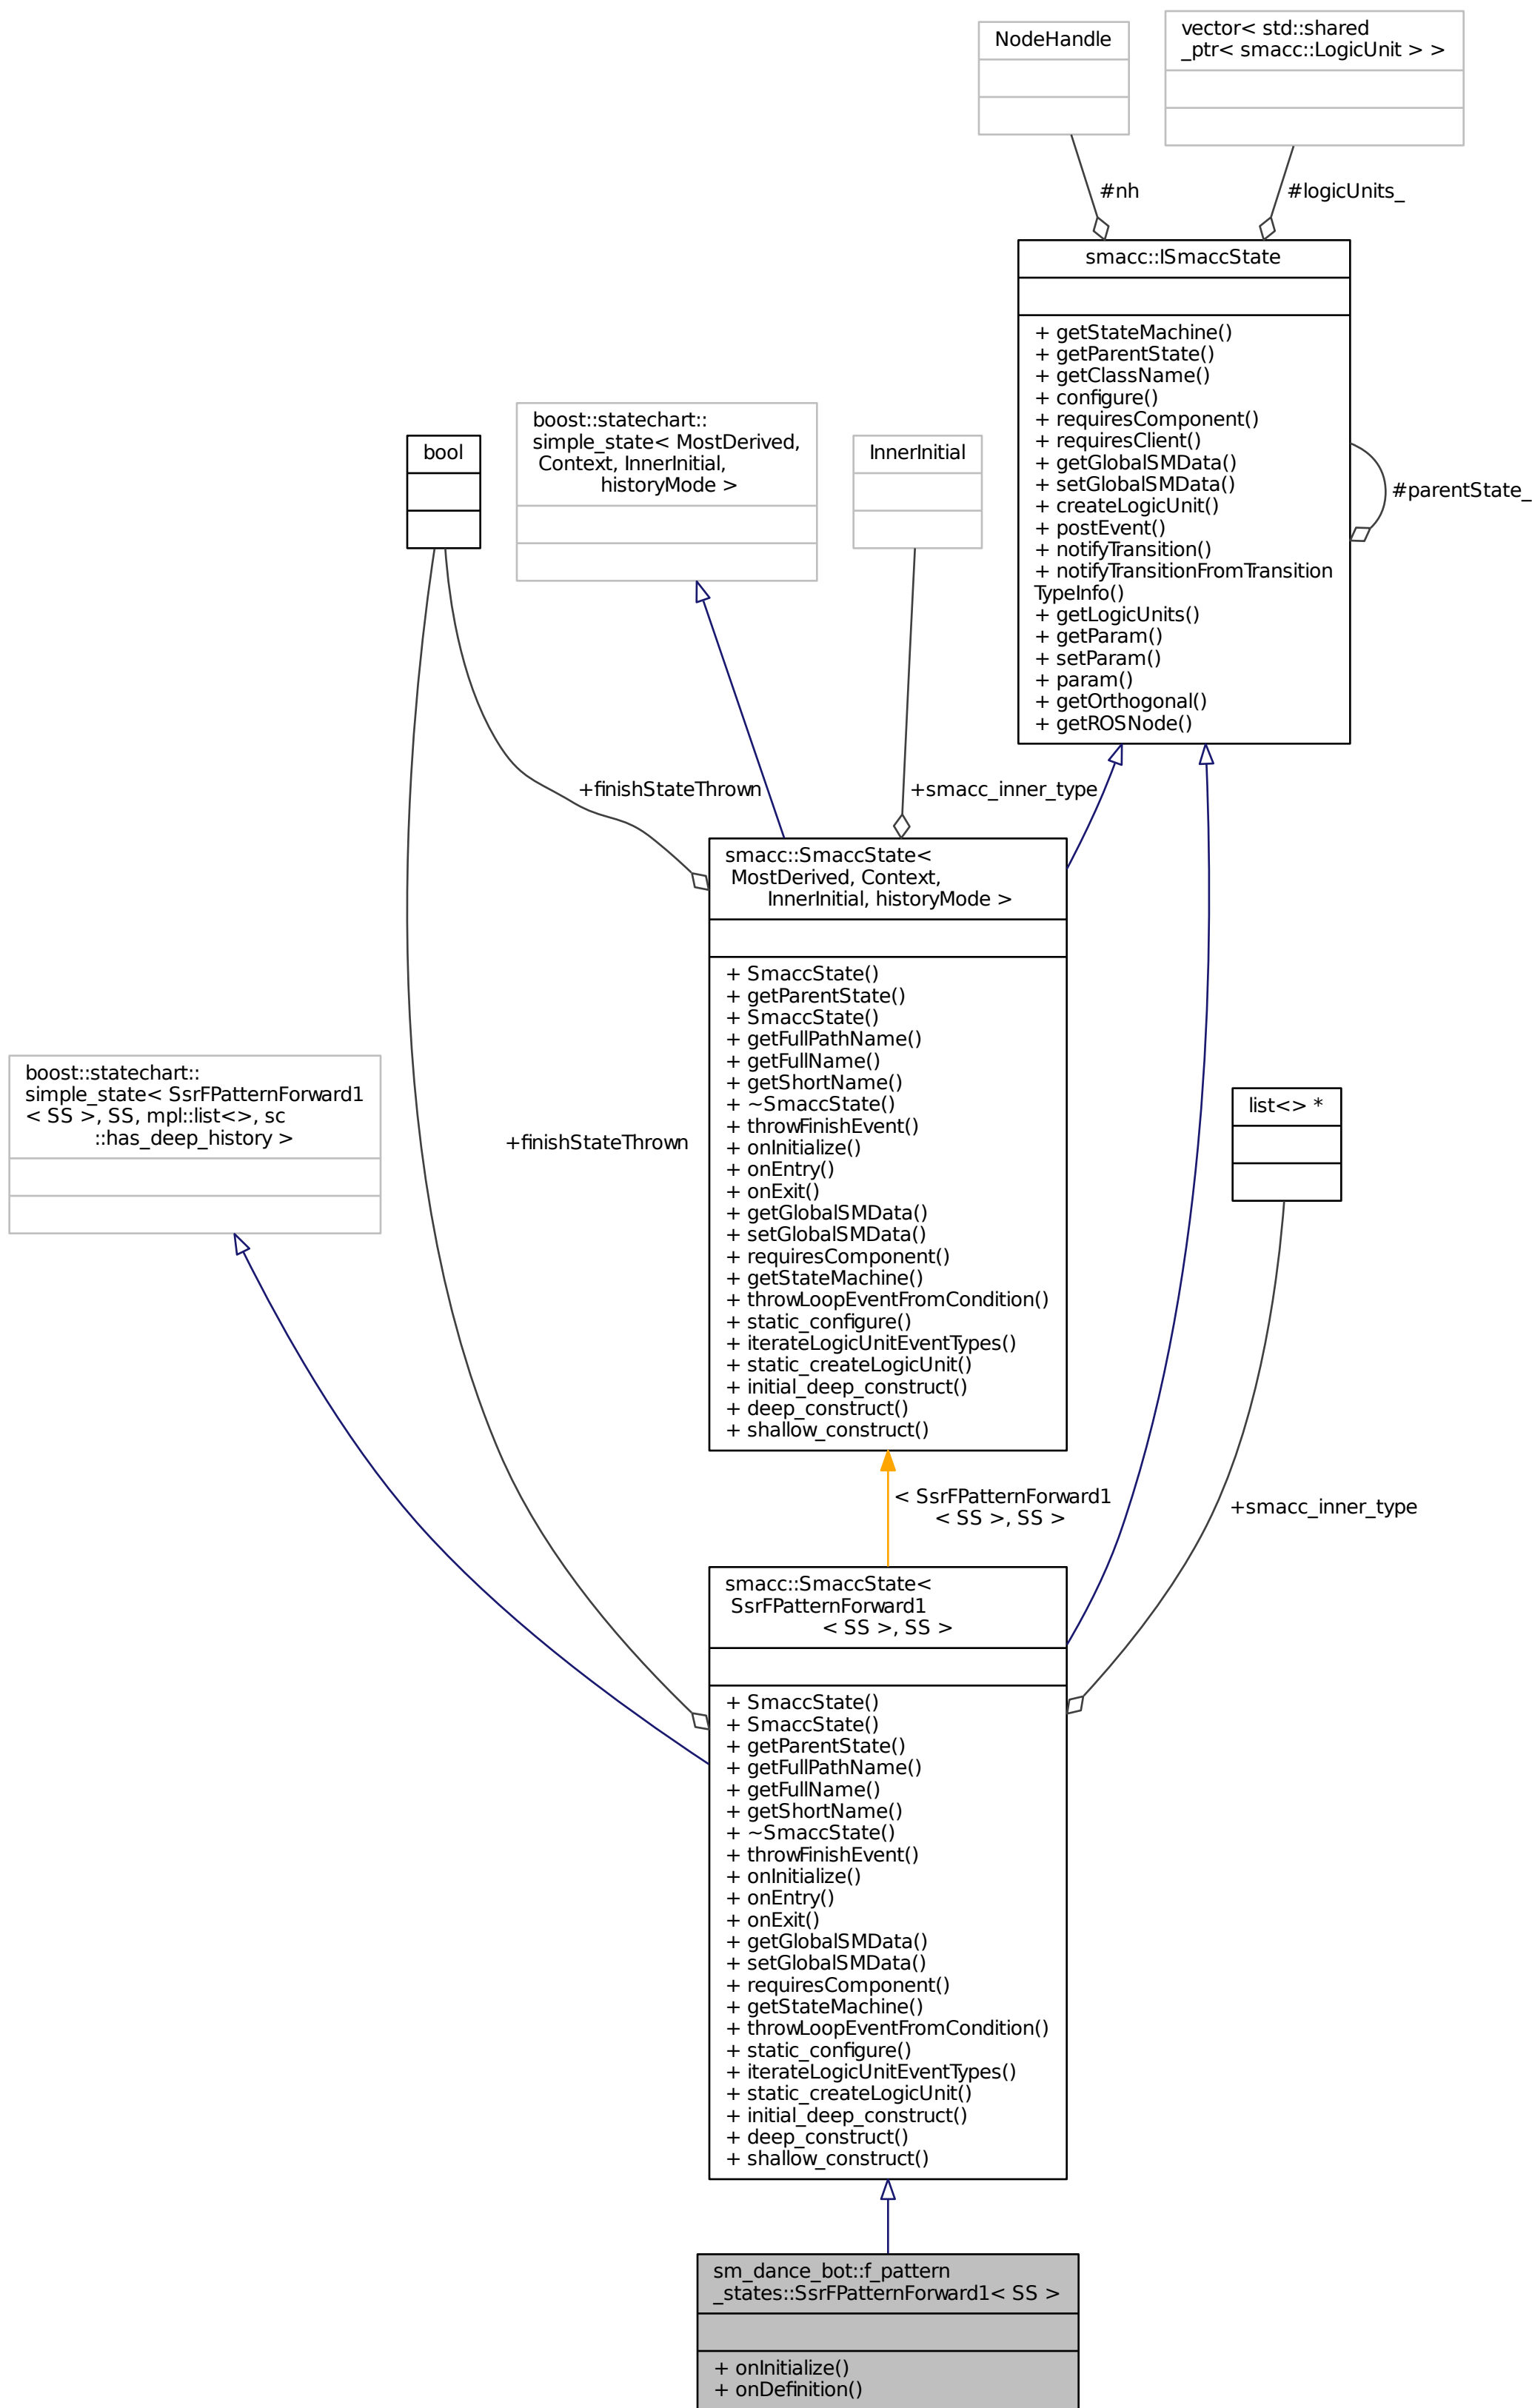 NodeHandle
vector< std::shared
_ptr< smacc::LogicUnit > >
#nh
#logicUnits_
smacc::ISmaccState
+ getStateMachine()
+ getParentState()
+ getClassName()
+ configure()
+ requiresComponent()
+ requiresClient()
+ getGlobalSMData()
+ setGlobalSMData()
+ createLogicUnit()
+ postEvent()
+ notifyTransition()
+ notifyTransitionFromTransition
TypeInfo()
+ getLogicUnits()
+ getParam()
+ setParam()
+ param()
+ getOrthogonal()
+ getROSNode()
#parentState_
bool
boost::statechart::
simple_state< MostDerived,
Context, InnerInitial,
historyMode >
InnerInitial
+finishStateThrown
+smacc_inner_type
smacc::SmaccState<
MostDerived, Context,
InnerInitial, historyMode >
+ SmaccState()
+ getParentState()
+ SmaccState()
+ getFullPathName()
+ getFullName()
+ getShortName()
+ ~SmaccState()
+ throwFinishEvent()
+ onInitialize()
+ onEntry()
+ onExit()
+ getGlobalSMData()
+ setGlobalSMData()
+ requiresComponent()
+ getStateMachine()
+ throwLoopEventFromCondition()
+ static_configure()
+ iterateLogicUnitEventTypes()
+ static_createLogicUnit()
+ initial_deep_construct()
+ deep_construct()
+ shallow_construct()
boost::statechart::
simple_state< SsrFPatternForward1
< SS >, SS, mpl::list<>, sc
::has_deep_history >
+finishStateThrown
list<> *
< SsrFPatternForward1
< SS >, SS >
+smacc_inner_type
smacc::SmaccState<
SsrFPatternForward1
< SS >, SS >
+ SmaccState()
+ SmaccState()
+ getParentState()
+ getFullPathName()
+ getFullName()
+ getShortName()
+ ~SmaccState()
+ throwFinishEvent()
+ onInitialize()
+ onEntry()
+ onExit()
+ getGlobalSMData()
+ setGlobalSMData()
+ requiresComponent()
+ getStateMachine()
+ throwLoopEventFromCondition()
+ static_configure()
+ iterateLogicUnitEventTypes()
+ static_createLogicUnit()
+ initial_deep_construct()
+ deep_construct()
+ shallow_construct()
sm_dance_bot::f_pattern
_states::SsrFPatternForward1< SS >
+ onInitialize()
+ onDefinition()